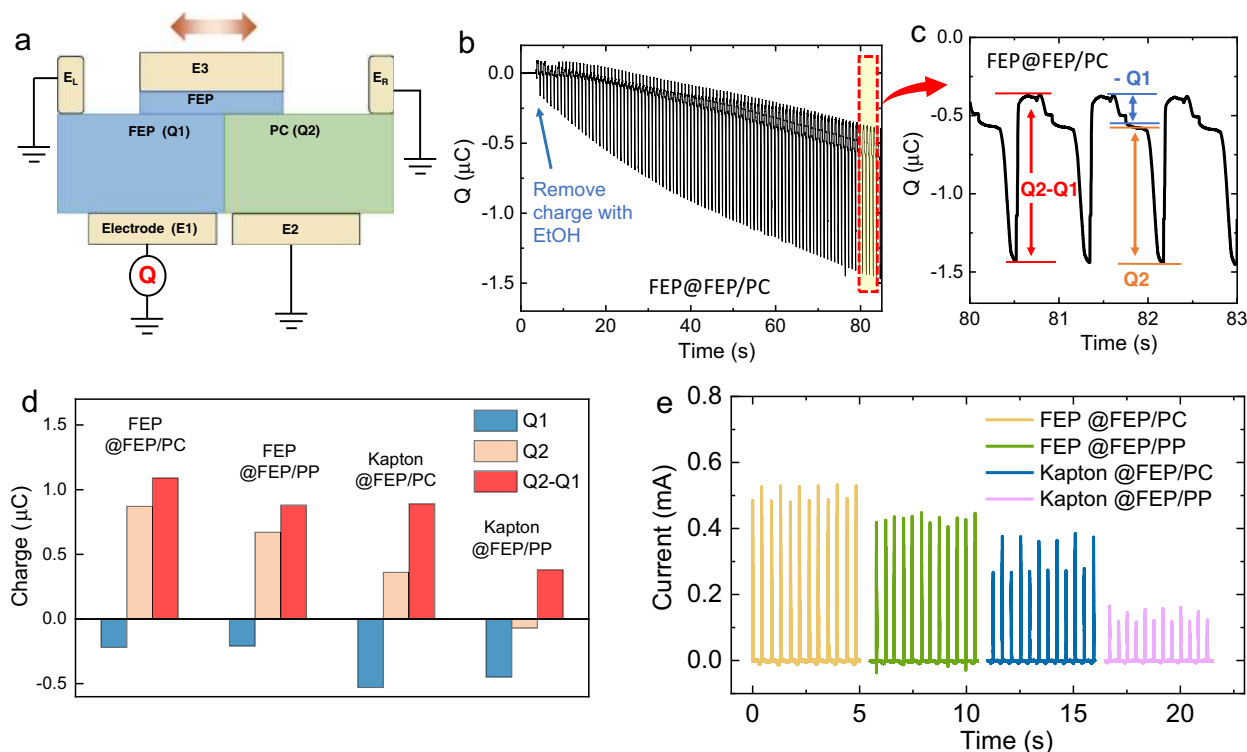 a
E3
EL
ER
FEP
FEP (Q1)
PC (Q2)
Electrode (E1)
E2
Q
b
Q (μC)
0.0
-0.5
-1.0
-1.5
Remove
charge with
EtOH
FEP@FEP/PC
0
20
40
60
80
Time (s)
c
Q (μC)
0.0
-0.5
-1.0
-1.5
FEP@FEP/PC
- Q1
Q2-Q1
Q2
80
81
82
83
Time (s)
d
Charge (μC)
1.5
1.0
0.5
0.0
-0.5
FEP
@FEP/PC
FEP
@FEP/PP
Kapton
@FEP/PC
Kapton
@FEP/PP
Q1
Q2
Q2-Q1
e
Current (mA)
0.8
0.6
0.4
0.2
0.0
FEP @FEP/PC
FEP @FEP/PP
Kapton @FEP/PC
Kapton @FEP/PP
0
5
10
15
20
Time (s)